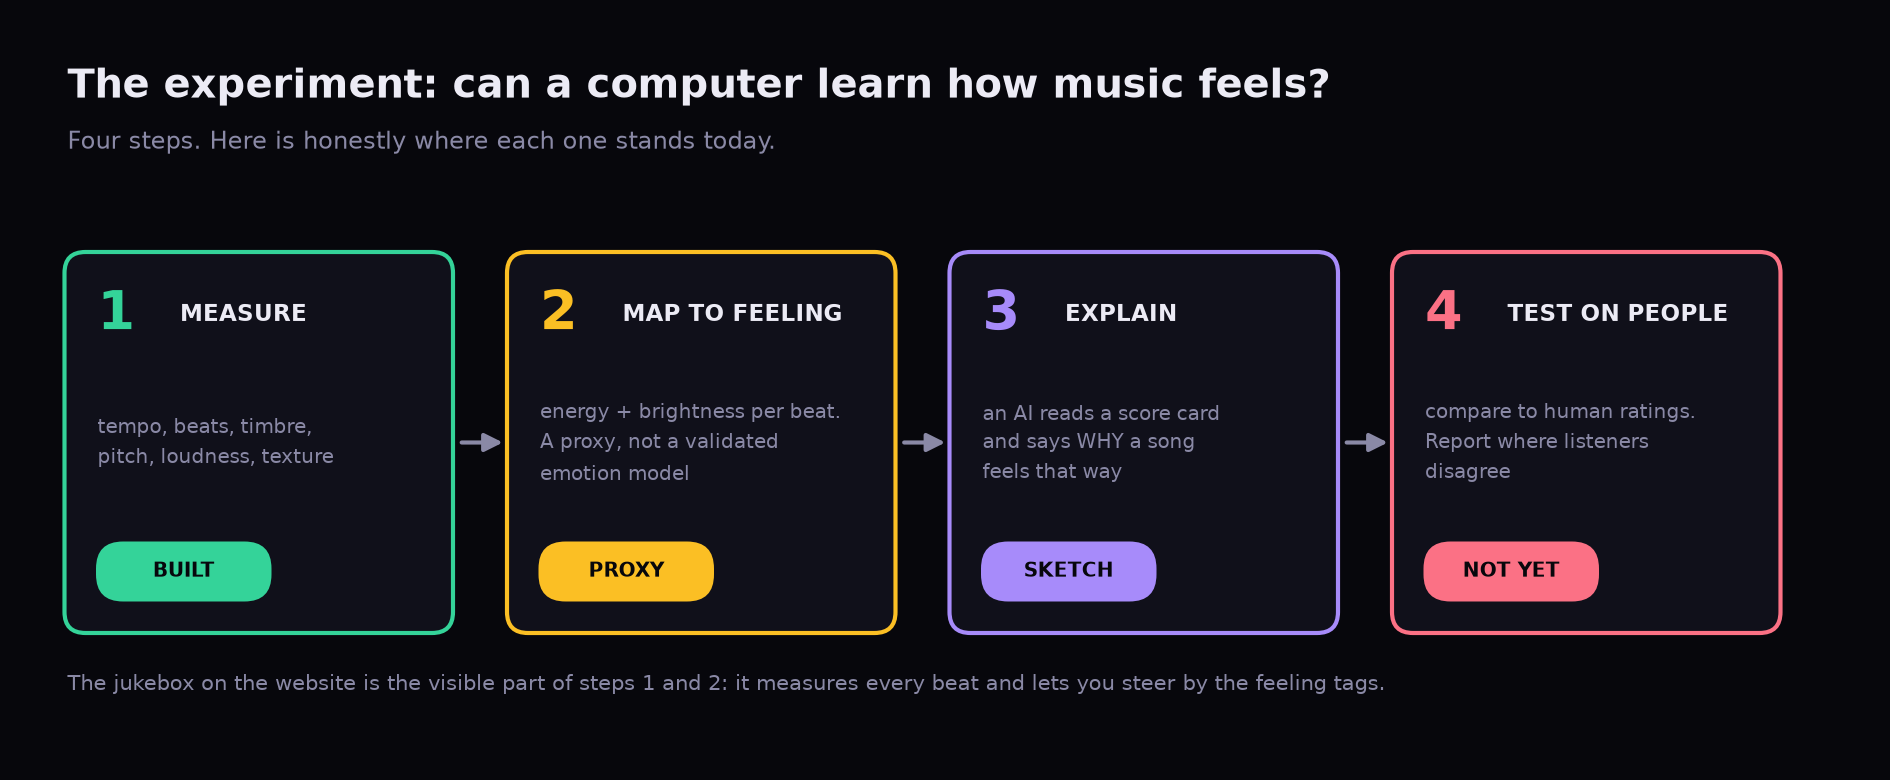 The experiment: can a computer learn how music feels?
Four steps. Here is honestly where each one stands today.
1 MEASURE
tempo, beats, timbre,
pitch, loudness, texture
BUILT
2 MAP TO FEELING
energy + brightness per beat.
A proxy, not a validated
emotion model
PROXY
3 EXPLAIN
an AI reads a score card
and says WHY a song
feels that way
SKETCH
4 TEST ON PEOPLE
compare to human ratings.
Report where listeners
disagree
NOT YET
The jukebox on the website is the visible part of steps 1 and 2: it measures every beat and lets you steer by the feeling tags.